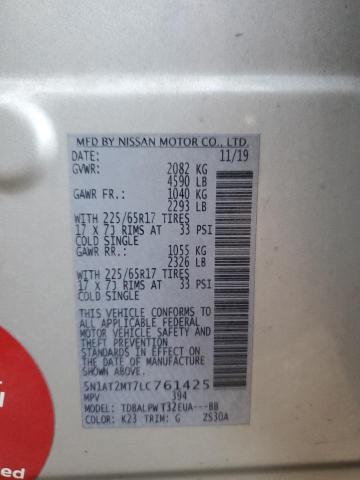 MFD BY NISSAN MOTOR CO., LTD.
DATE: 11/19
GVWR: 2082 KG
4590 LB
GAWR FR.: 1040 KG
2293 LB
WITH 225/65R17 TIRES
17 X 7J RIMS AT 33 PSI
COLD SINGLE
GAWR RR.: 1055 KG
2326 LB
WITH 225/65R17 TIRES
17 X 7J RIMS AT 33 PSI
COLD SINGLE
THIS VEHICLE CONFORMS TO
ALL APPLICABLE FEDERAL
MOTOR VEHICLE SAFETY AND
THEFT PREVENTION
STANDARDS IN EFFECT ON
THE DATE OF MANUFACTURE
SHOWN ABOVE.
5N1AT2MT7LC761425
MPV 394
MODEL: TDBALPW T32EUA---BB
COLOR: K23 TRIM: G ZS30A
ed